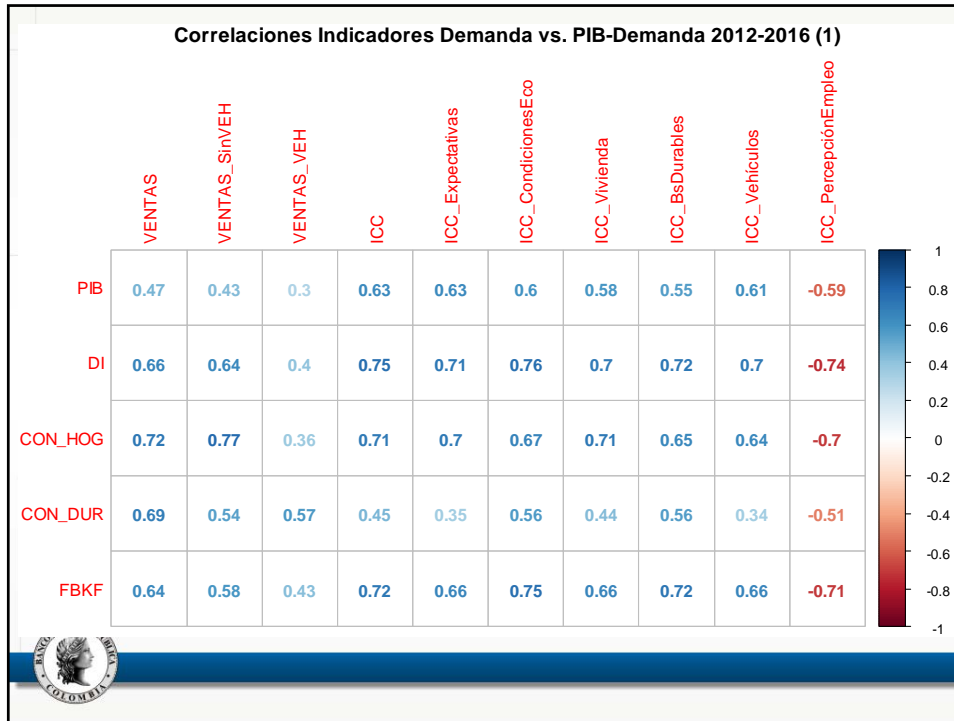 Correlaciones Indicadores Demanda vs. PIB-Demanda 2012-2016 (1)
VENTAS
VENTAS_SinVEH
VENTAS_VEH
ICC
ICC_Expectativas
ICC_CondicionesEco
ICC_Vivienda
ICC_BsDurables
ICC_Vehículos
ICC_PercepciónEmpleo
PIB 0.47 0.43 0.3 0.63 0.63 0.6 0.58 0.55 0.61 -0.59
DI 0.66 0.64 0.4 0.75 0.71 0.76 0.7 0.72 0.7 -0.74
CON_HOG 0.72 0.77 0.36 0.71 0.7 0.67 0.71 0.65 0.64 -0.7
CON_DUR 0.69 0.54 0.57 0.45 0.35 0.56 0.44 0.56 0.34 -0.51
FBKF 0.64 0.58 0.43 0.72 0.66 0.75 0.66 0.72 0.66 -0.71
1
0.8
0.6
0.4
0.2
0
-0.2
-0.4
-0.6
-0.8
-1
COLOMBIA